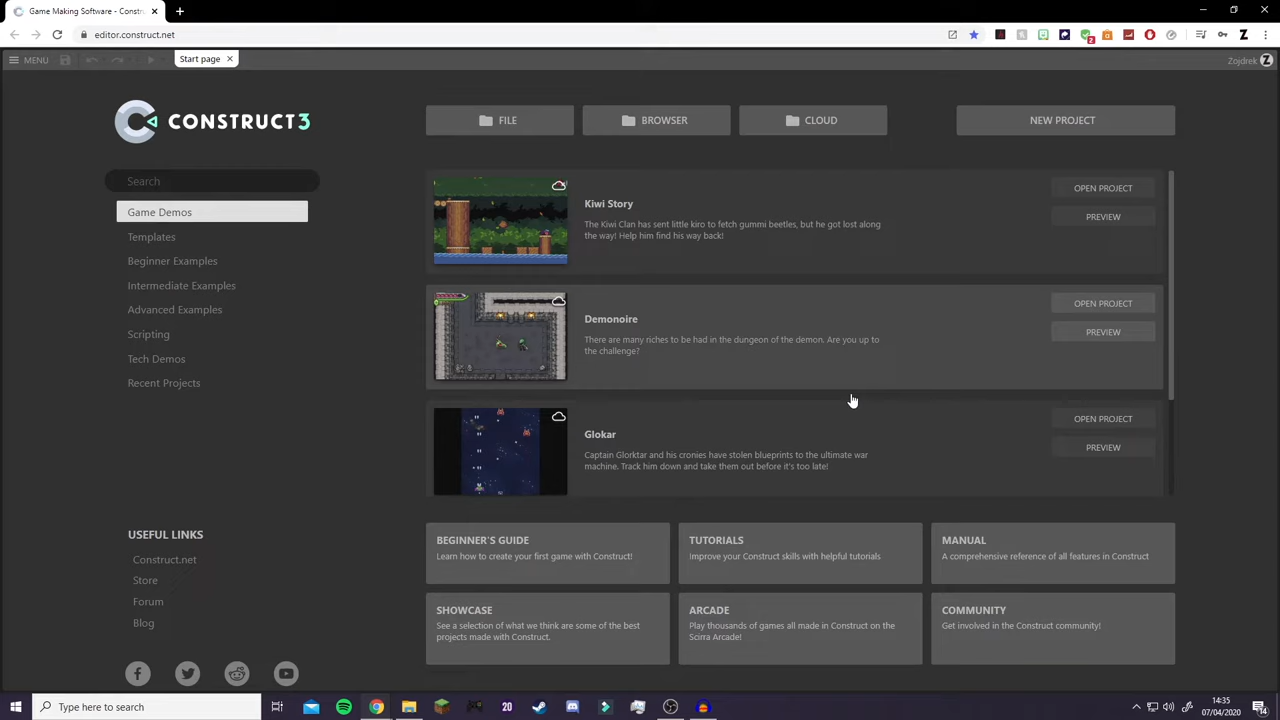 Game Making Software - Constr
editor.construct.net
2
MENU
Start page
Zojdrek
CONSTRUCT3
FILE
BROWSER
CLOUD
NEW PROJECT
Search
Game Demos
Templates
Beginner Examples
Intermediate Examples
Advanced Examples
Scripting
Tech Demos
Recent Projects
Kiwi Story
The Kiwi Clan has sent little kiro to fetch gummi beetles, but he got lost along
the way! Help him find his way back!
OPEN PROJECT
PREVIEW
Demonoire
There are many riches to be had in the dungeon of the demon. Are you up to
the challenge?
OPEN PROJECT
PREVIEW
Glokar
Captain Glorktar and his cronies have stolen blueprints to the ultimate war
machine. Track him down and take them out before it's too late!
OPEN PROJECT
PREVIEW
USEFUL LINKS
Construct.net
Store
Forum
Blog
BEGINNER'S GUIDE
Learn how to create your first game with Construct!
TUTORIALS
Improve your Construct skills with helpful tutorials
MANUAL
A comprehensive reference of all features in Construct
SHOWCASE
See a selection of what we think are some of the best
projects made with Construct.
ARCADE
Play thousands of games all made in Construct on the
Scirra Arcade!
COMMUNITY
Get involved in the Construct community!
Type here to search
20
14:35
07/04/2020
14